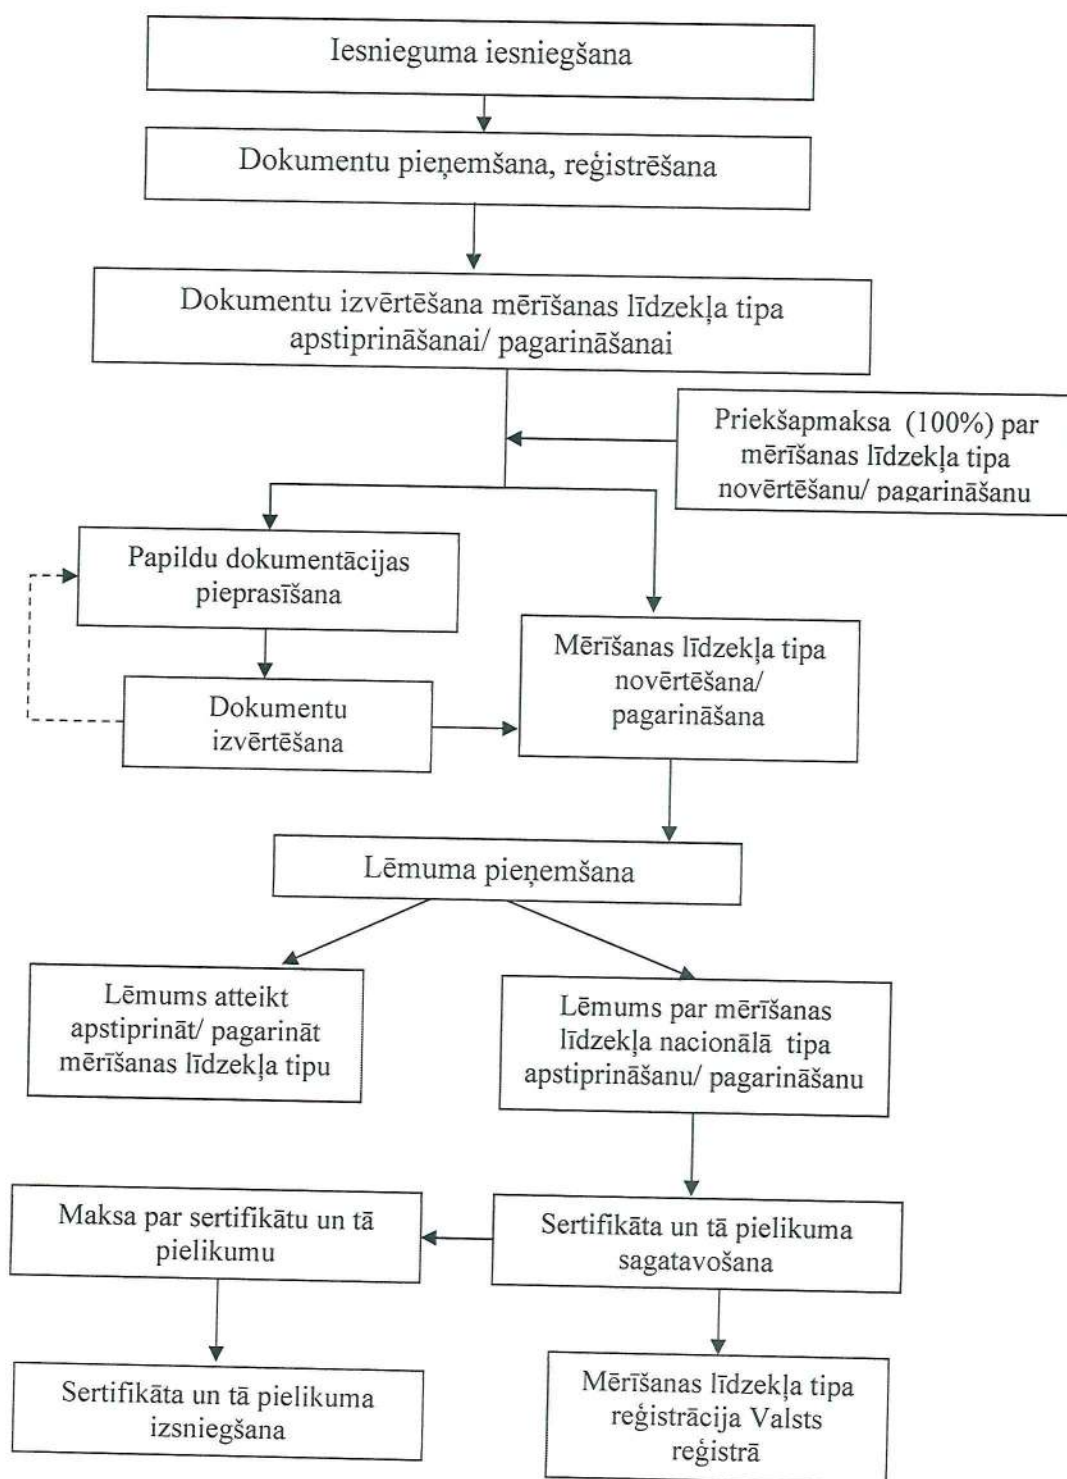 Iesnieguma iesniegšana
Dokumentu pieņemšana, reģistrēšana
Dokumentu izvērtēšana mērīšanas līdzekļa tipa
apstiprināšanai/ pagarināšanai
Priekšapmaksa (100%) par
mērīšanas līdzekļa tipa
novērtēšanu/ pagarināšanu
Papildu dokumentācijas
pieprasīšana
Mērīšanas līdzekļa tipa
novērtēšana/
pagarināšana
Dokumentu
izvērtēšana
Lēmuma pieņemšana
Lēmums atteikt
apstiprināt/ pagarināt
mērīšanas līdzekļa tipu
Lēmums par mērīšanas
līdzekļa nacionālā tipa
apstiprināšanu/ pagarināšanu
Maksa par sertifikātu un tā
pielikumu
Sertifikāta un tā pielikuma
sagatavošana
Sertifikāta un tā pielikuma
izsniegšana
Mērīšanas līdzekļa tipa
reģistrācija Valsts
reģistrā